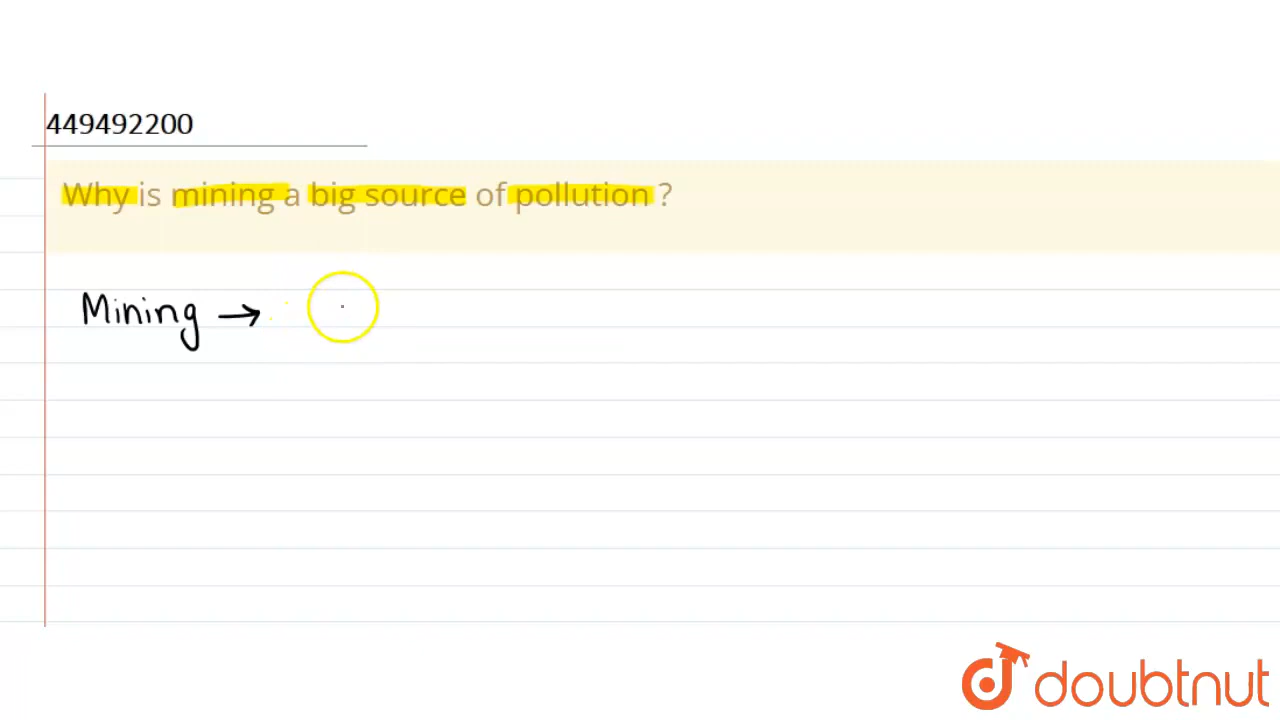 449492200
Why is mining a big source of pollution ?
Mining →
doubtnut